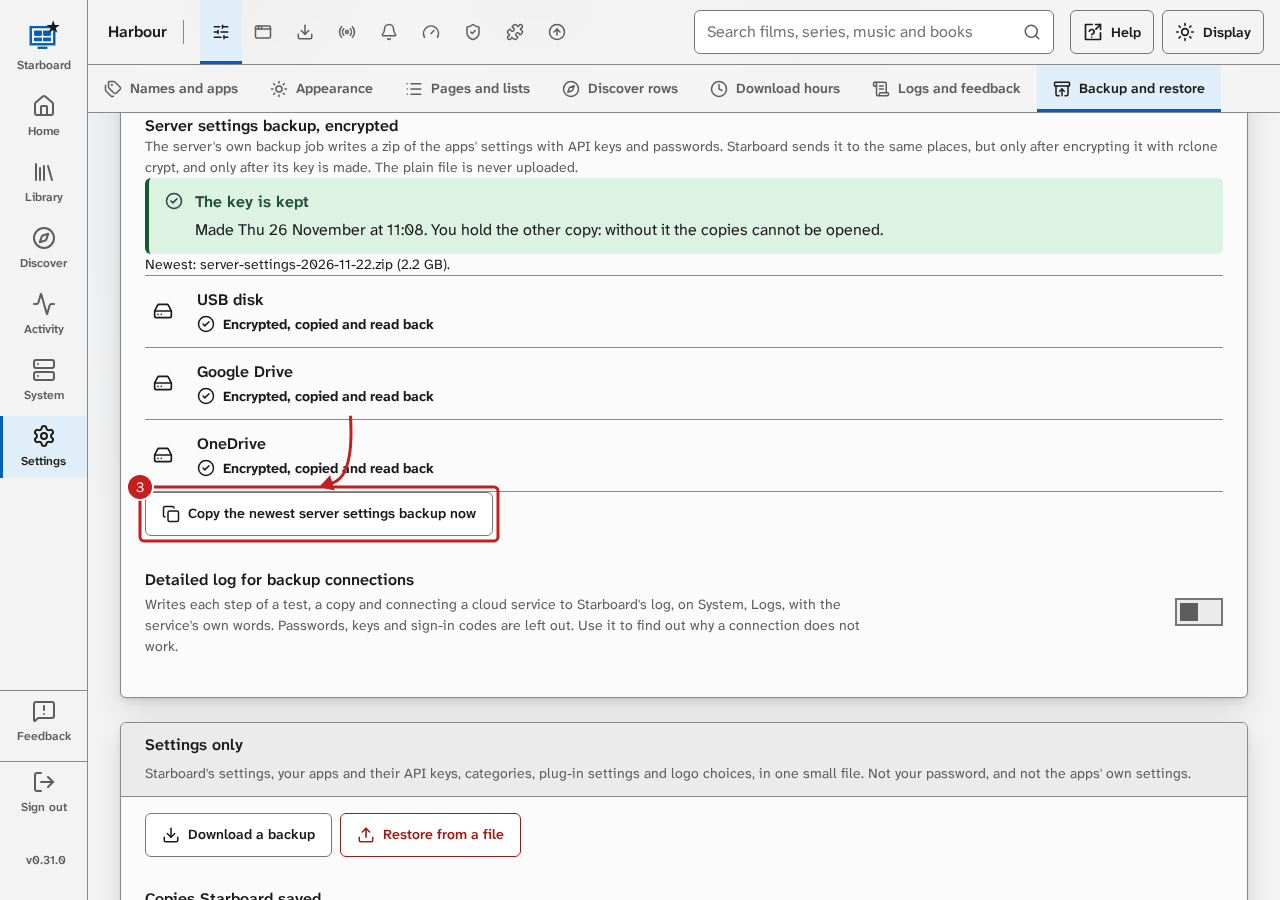 Starboard
Home
Library
Discover
Activity
System
Settings
Feedback
Sign out
v0.31.0
Harbour
Search films, series, music and books
Help
Display
Names and apps
Appearance
Pages and lists
Discover rows
Download hours
Logs and feedback
Backup and restore
Server settings backup, encrypted
The server's own backup job writes a zip of the apps' settings with API keys and passwords. Starboard sends it to the same places, but only after encrypting it with rclone
crypt, and only after its key is made. The plain file is never uploaded.
The key is kept
Made Thu 26 November at 11:08. You hold the other copy: without it the copies cannot be opened.
Newest: server-settings-2026-11-22.zip (2.2 GB).
USB disk
Encrypted, copied and read back
Google Drive
Encrypted, copied and read back
OneDrive
Encrypted, copied and read back
3
Copy the newest server settings backup now
Detailed log for backup connections
Writes each step of a test, a copy and connecting a cloud service to Starboard's log, on System, Logs, with the
service's own words. Passwords, keys and sign-in codes are left out. Use it to find out why a connection does not
work.
Settings only
Starboard's settings, your apps and their API keys, categories, plug-in settings and logo choices, in one small file. Not your password, and not the apps' own settings.
Download a backup
Restore from a file
Copies Starboard saved